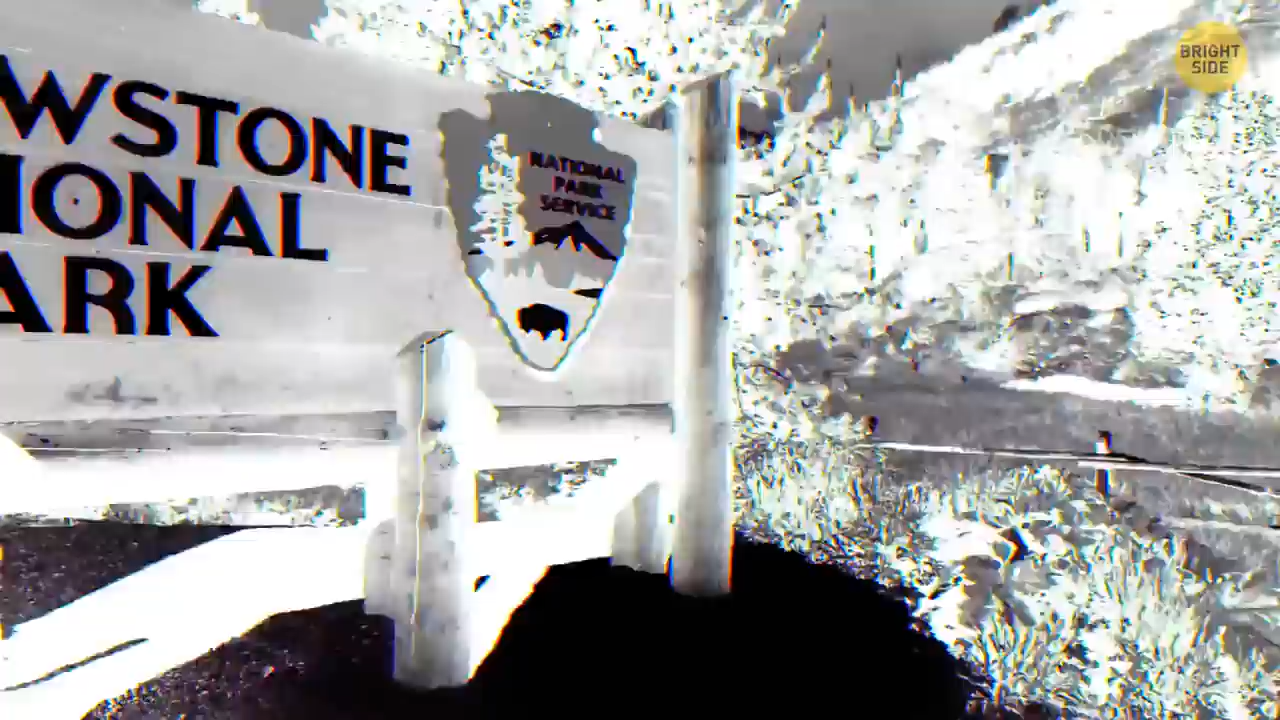 WSTONE
IONAL
ARK
NATIONAL
PARK
SERVICE
BRIGHT
SIDE